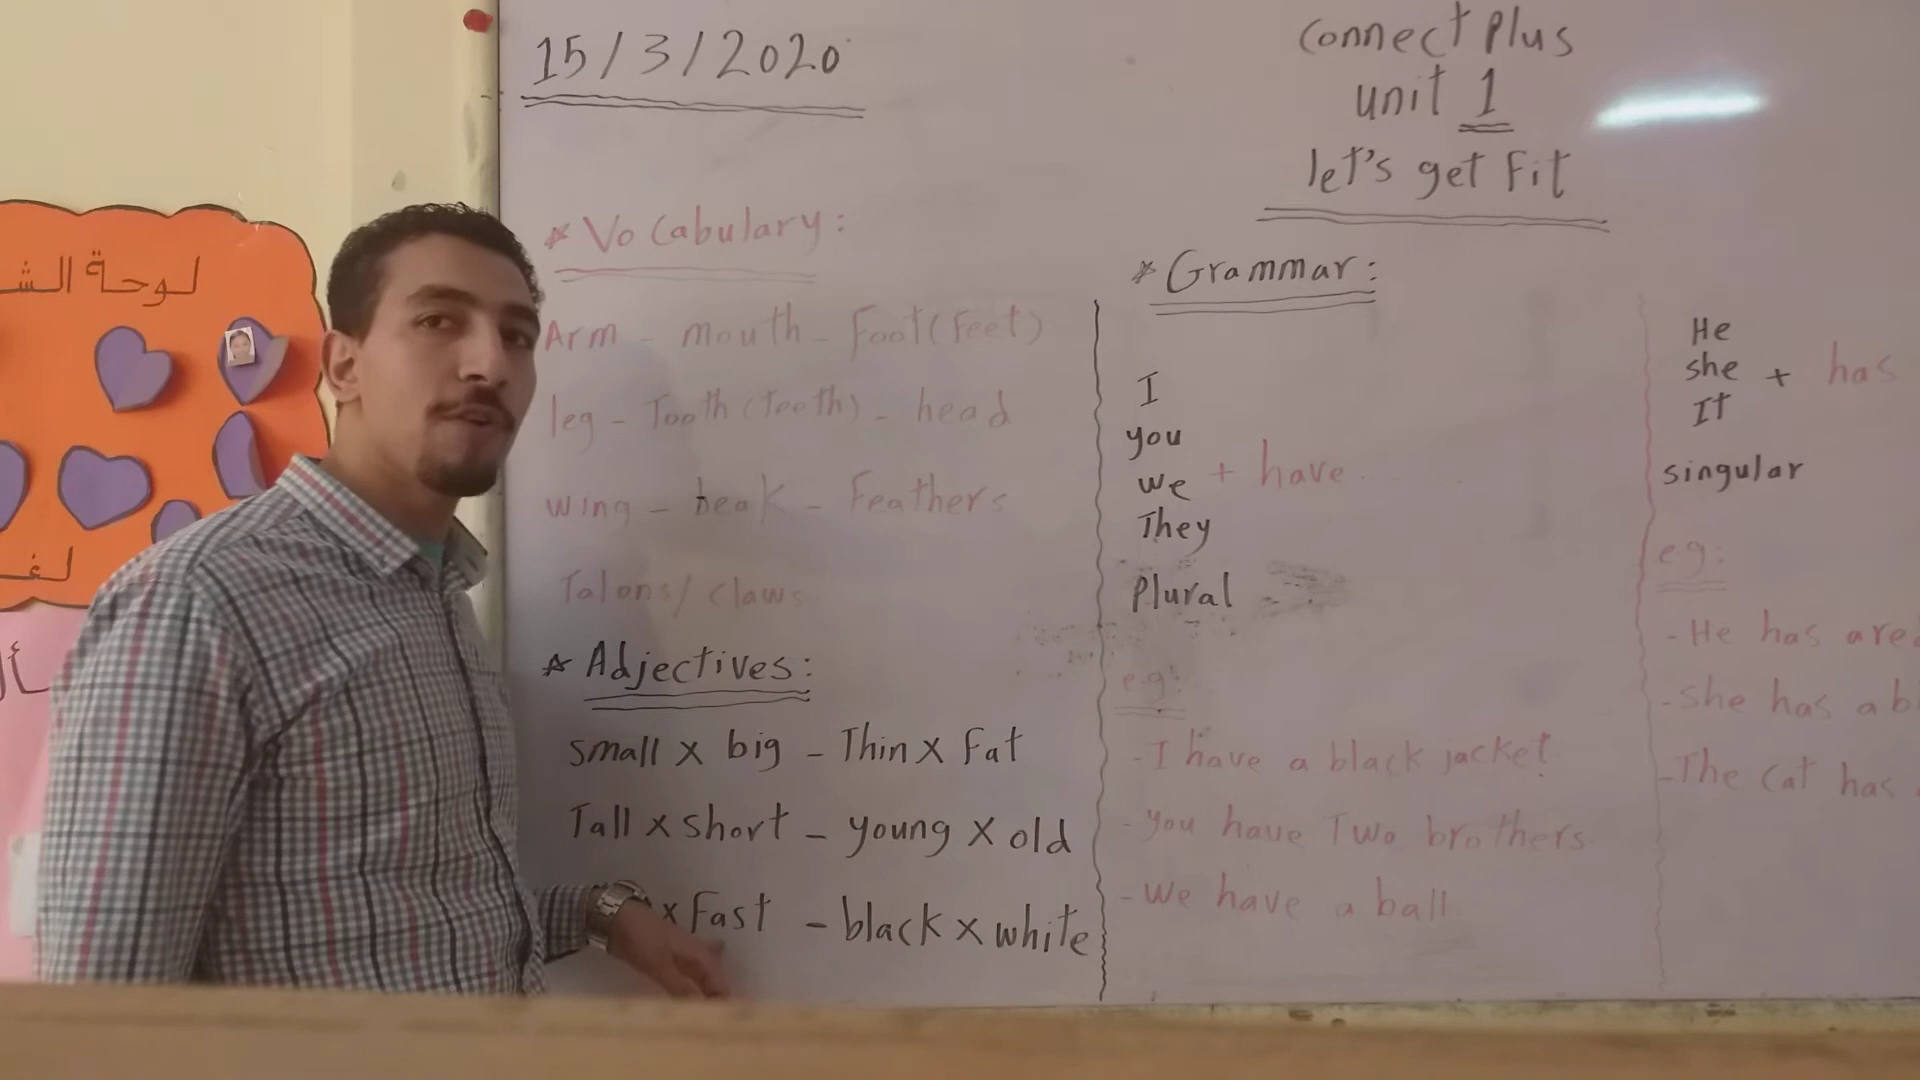 15/3/2020
Connect Plus
unit 1
let's get Fit
* Vocabulary:
Arm - mouth - Foot (Feet)
leg - Tooth (Teeth) - head
wing - beak - Feathers
Talons/ claws
* Adjectives:
small x big - Thin x Fat
Tall x short - young x old
x Fast - black x white
* Grammar:
I
you
we + have
They
Plural
eg:
- I have a black jacket.
- you have Two brothers
- We have a ball.
He
she + has
It
singular
eg:
- He has a red
- She has a b
- The cat has
لوحة الش
لغ